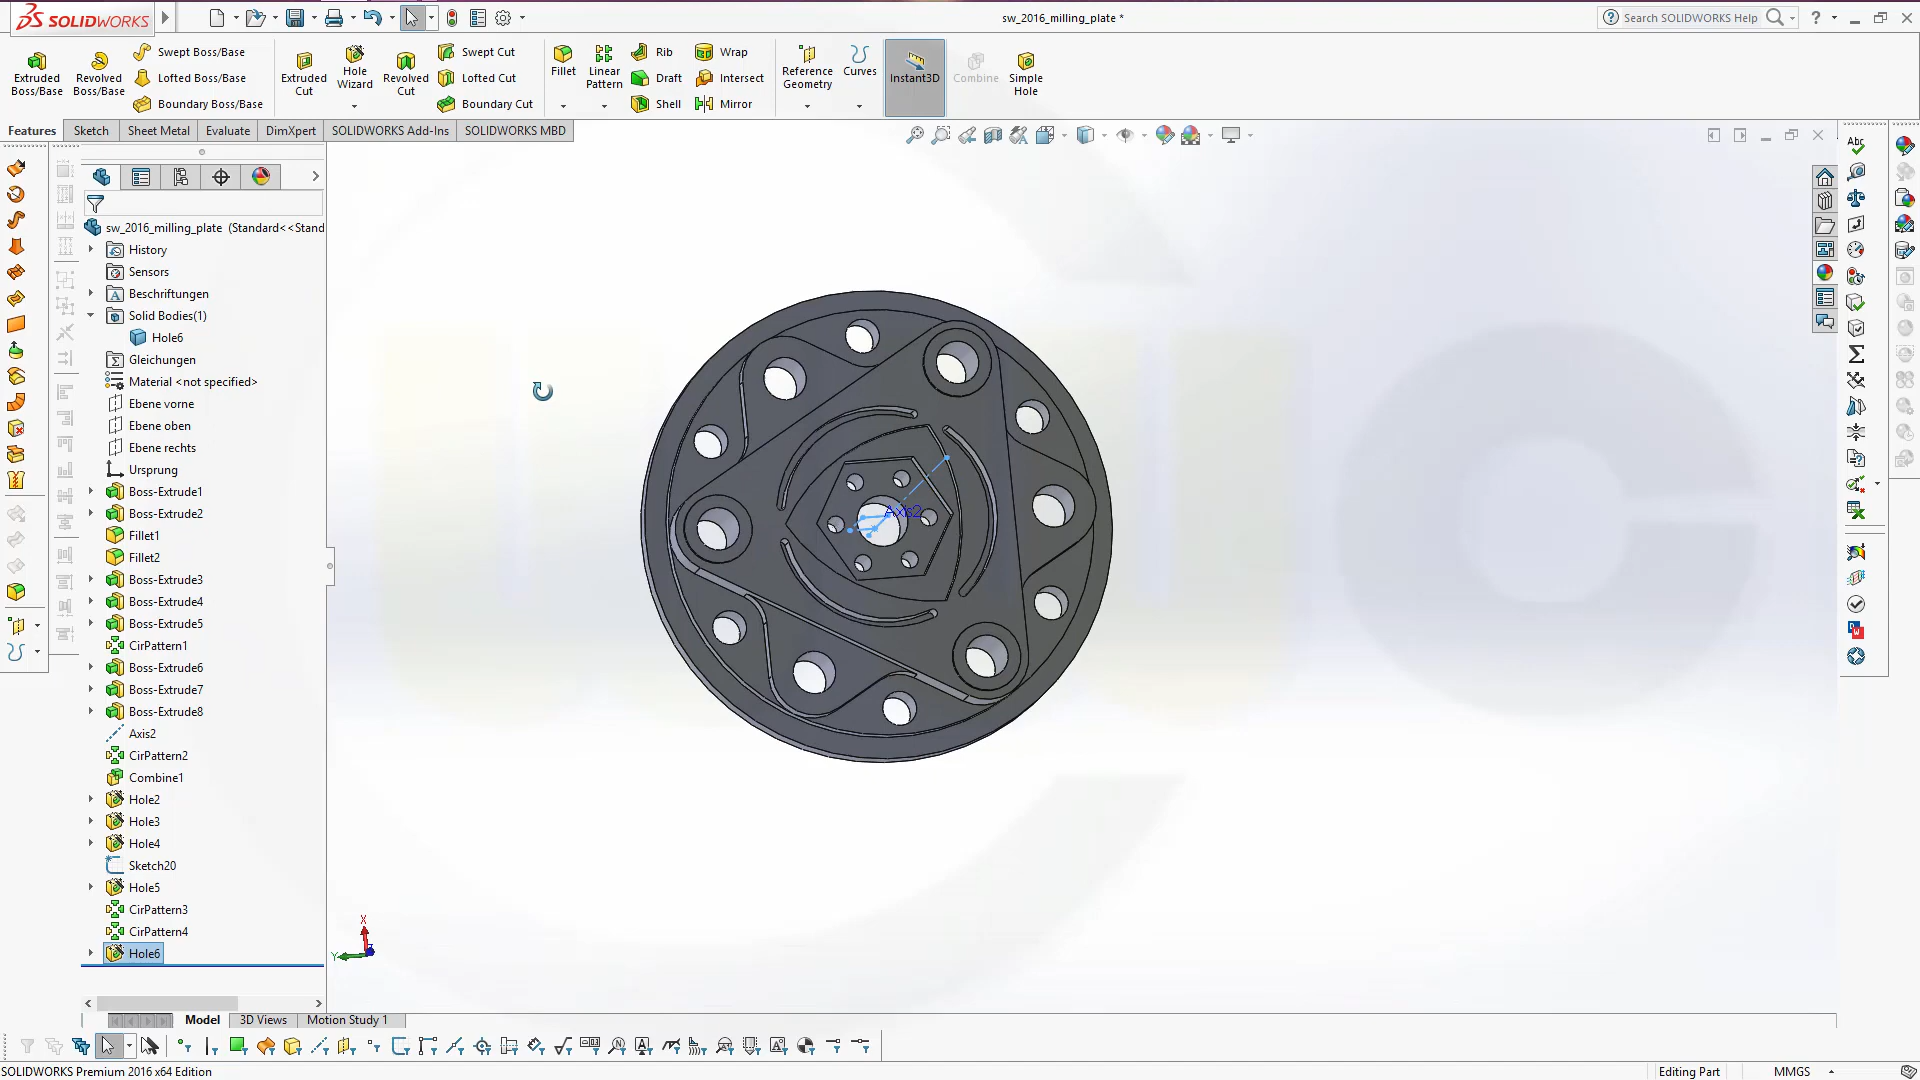 SOLIDWORKS
sw_2016_milling_plate *
Search SOLIDWORKS Help
Extruded Boss/Base
Revolved Boss/Base
Swept Boss/Base
Lofted Boss/Base
Boundary Boss/Base
Extruded Cut
Hole Wizard
Revolved Cut
Swept Cut
Lofted Cut
Boundary Cut
Fillet
Linear Pattern
Rib
Draft
Shell
Wrap
Intersect
Mirror
Reference Geometry
Curves
Instant3D
Combine
Simple Hole
Features
Sketch
Sheet Metal
Evaluate
DimXpert
SOLIDWORKS Add-Ins
SOLIDWORKS MBD
sw_2016_milling_plate (Standard<<Stand
History
Sensors
Beschriftungen
Solid Bodies(1)
Hole6
Gleichungen
Material <not specified>
Ebene vorne
Ebene oben
Ebene rechts
Ursprung
Boss-Extrude1
Boss-Extrude2
Fillet1
Fillet2
Boss-Extrude3
Boss-Extrude4
Boss-Extrude5
CirPattern1
Boss-Extrude6
Boss-Extrude7
Boss-Extrude8
Axis2
CirPattern2
Combine1
Hole2
Hole3
Hole4
Sketch20
Hole5
CirPattern3
CirPattern4
Hole6
Axis2
X
Y
Abc
Model
3D Views
Motion Study 1
SOLIDWORKS Premium 2016 x64 Edition
Editing Part
MMGS